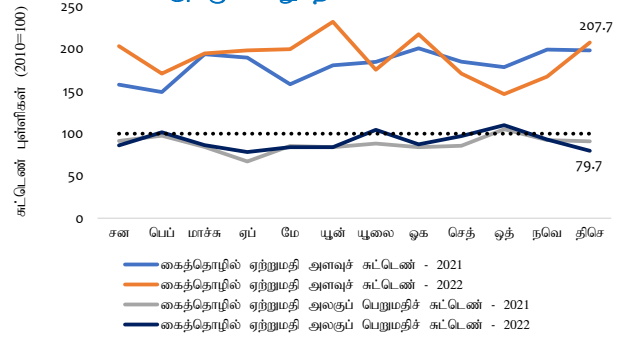 250
207.7
200
150
100
50
79.7
0
சுட்டெண் புள்ளிகள் (2010=100)
சன பெப் மார்ச்சு ஏப் மே யூன் யூலை ஓக செத் ஒத் நவெ திசெ
கைத்தொழில் ஏற்றுமதி அளவுச் சுட்டெண் - 2021
கைத்தொழில் ஏற்றுமதி அளவுச் சுட்டெண் - 2022
கைத்தொழில் ஏற்றுமதி அலகுப் பெறுமதிச் சுட்டெண் - 2021
கைத்தொழில் ஏற்றுமதி அலகுப் பெறுமதிச் சுட்டெண் - 2022